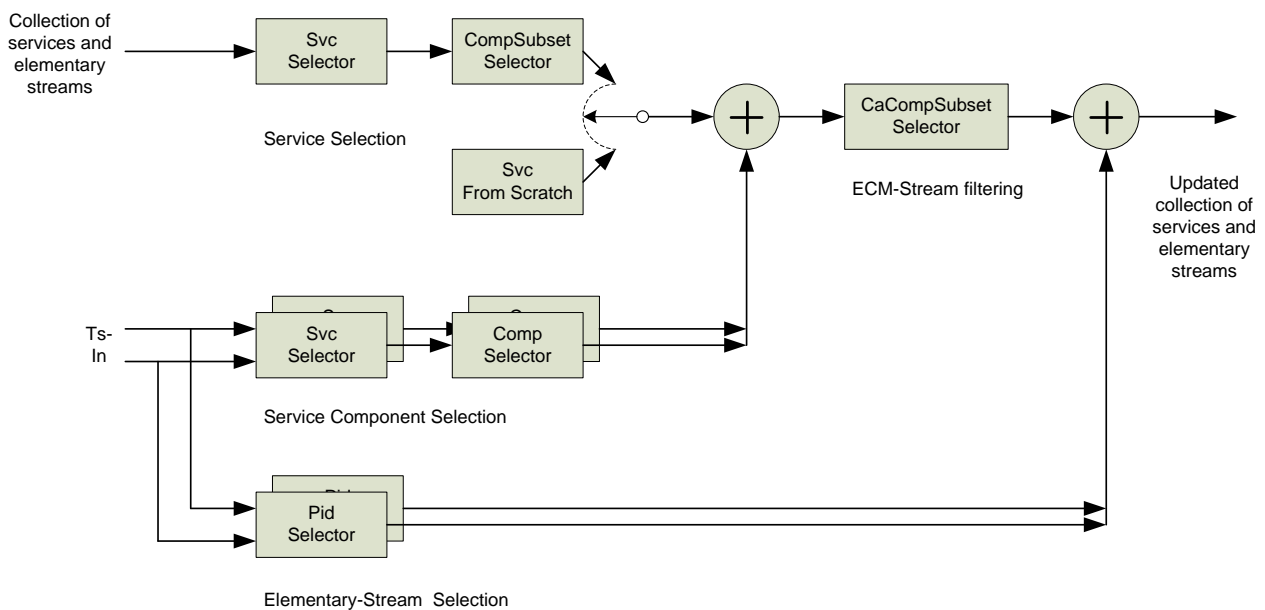 Collection of
services and
elementary
streams
Svc
Selector
CompSubset
Selector
Service Selection
Svc
From Scratch
CaCompSubset
Selector
ECM-Stream filtering
Updated
collection of
services and
elementary
streams
Ts-
In
Svc
Selector
Comp
Selector
Service Component Selection
Pid
Selector
Elementary-Stream Selection